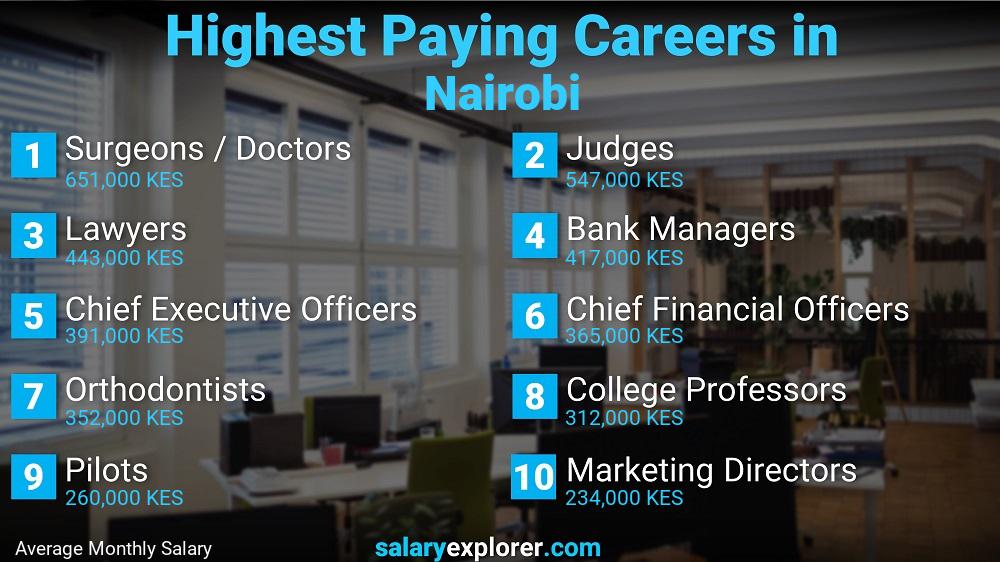 Highest Paying Careers in
Nairobi
1 Surgeons / Doctors
651,000 KES
2 Judges
547,000 KES
3 Lawyers
443,000 KES
4 Bank Managers
417,000 KES
5 Chief Executive Officers
391,000 KES
6 Chief Financial Officers
365,000 KES
7 Orthodontists
352,000 KES
8 College Professors
312,000 KES
9 Pilots
260,000 KES
10 Marketing Directors
234,000 KES
Average Monthly Salary
salaryexplorer.com